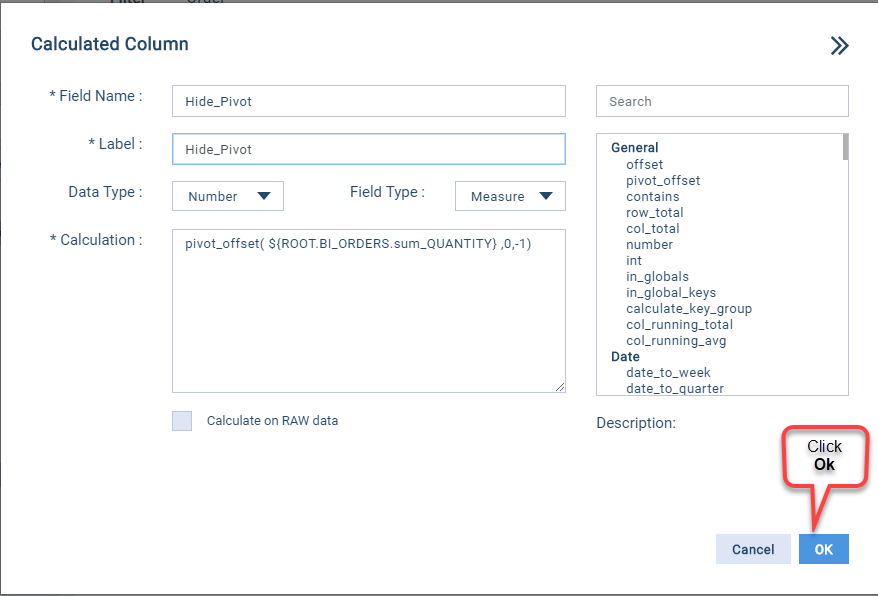 Calculated Column
* Field Name :
Hide_Pivot
Search
* Label :
Hide_Pivot
Data Type :
Number
Field Type :
Measure
* Calculation :
pivot_offset( ${ROOT.BI_ORDERS.sum_QUANTITY} ,0,-1)
General
offset
pivot_offset
contains
row_total
col_total
number
int
in_globals
in_global_keys
calculate_key_group
col_running_total
col_running_avg
Date
date_to_week
date_to_quarter
Calculate on RAW data
Description:
Click
Ok
Cancel
OK